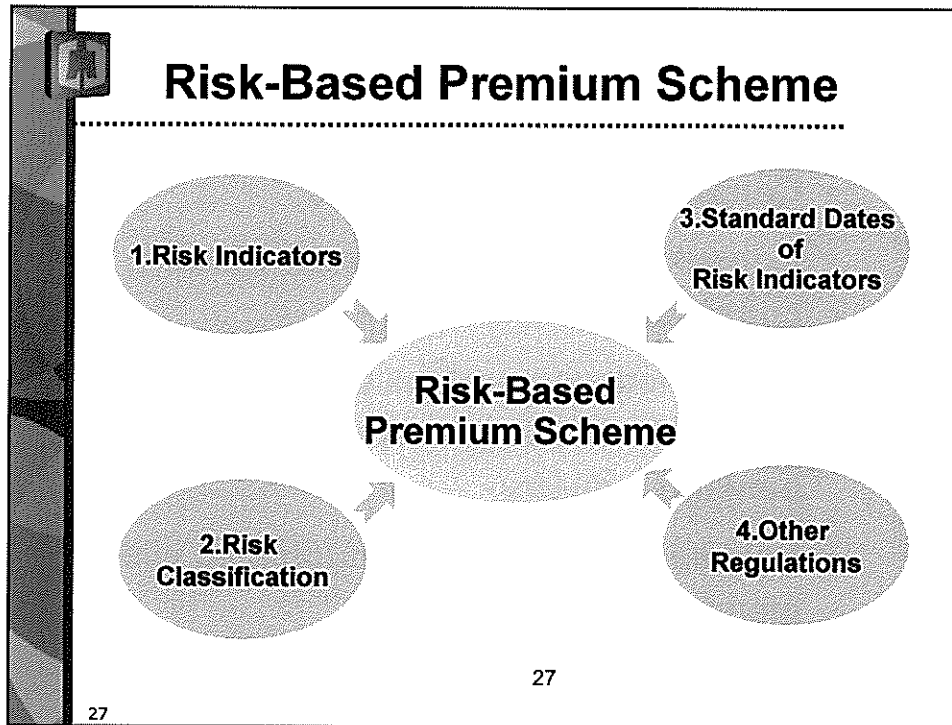 Risk-Based Premium Scheme
1.Risk Indicators
3.Standard Dates
of
Risk Indicators
Risk-Based
Premium Scheme
2.Risk
Classification
4.Other
Regulations
27
27